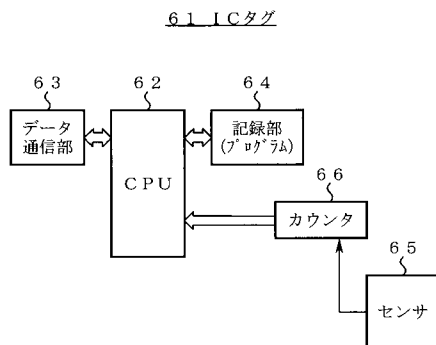 61 ICタグ
63
62
64
データ
通信部
CPU
記録部
(プログラム)
66
カウンタ
65
センサ